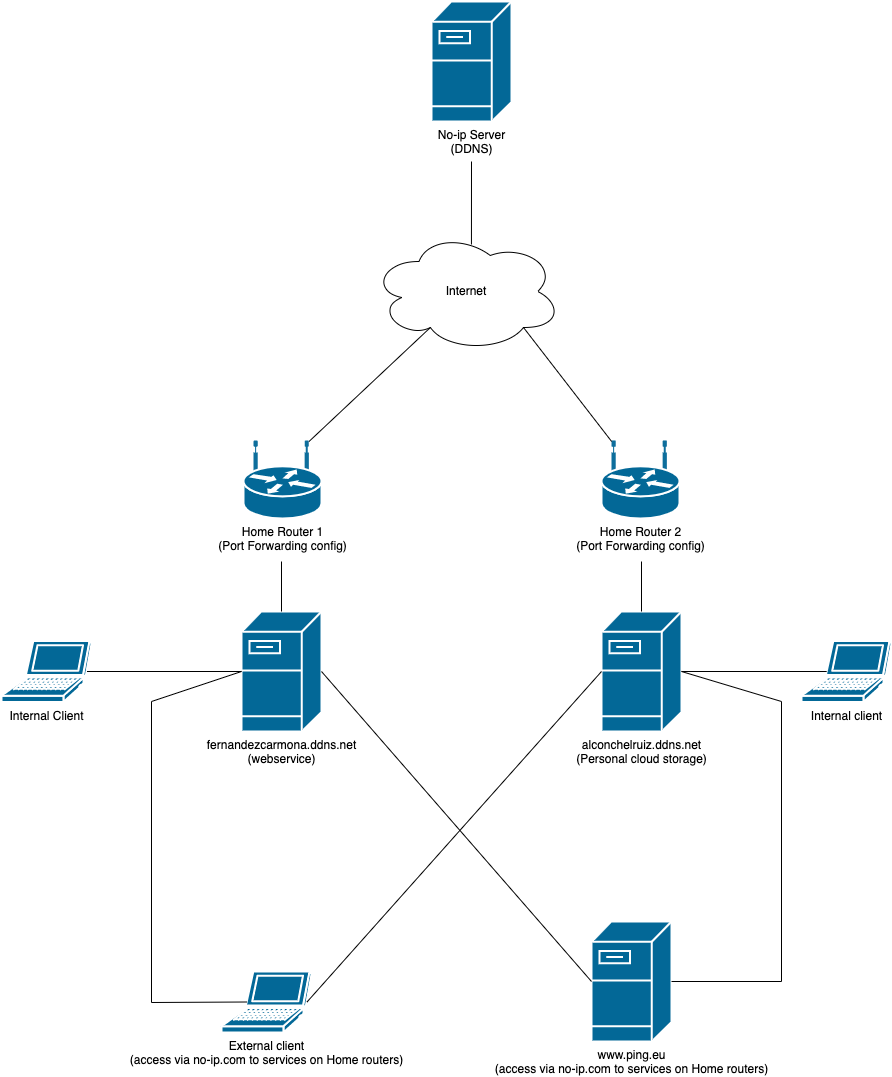 No-ip Server
(DDNS)
Internet
Home Router 1
(Port Forwarding config)
Home Router 2
(Port Forwarding config)
Internal Client
fernandezcarmona.ddns.net
(webservice)
alconchelruiz.ddns.net
(Personal cloud storage)
Internal client
External client
(access via no-ip.com to services on Home routers)
www.ping.eu
(access via no-ip.com to services on Home routers)